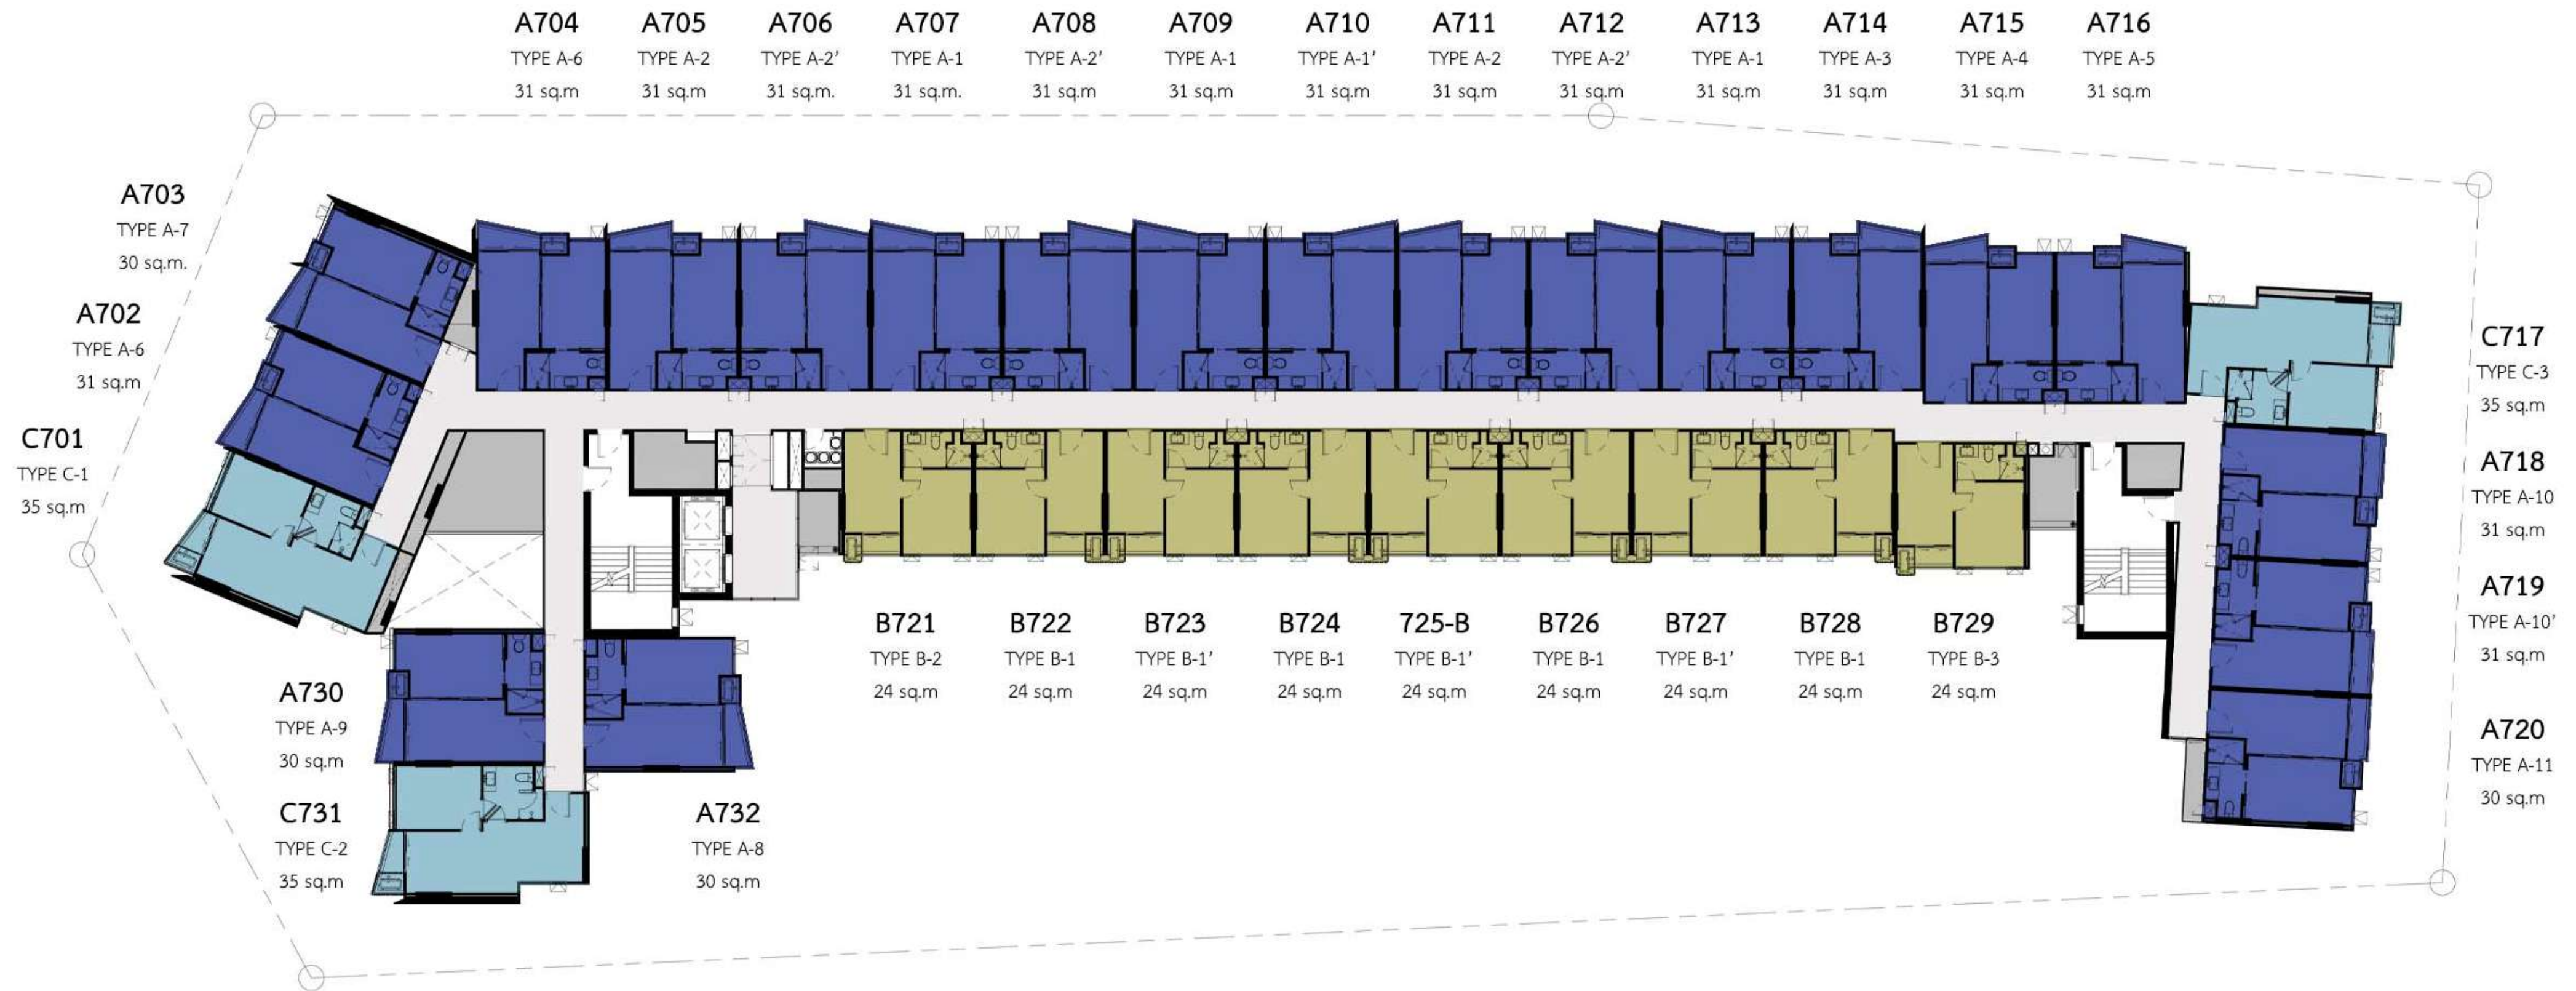 A704
TYPE A-6
31 sq.m
A705
TYPE A-2
31 sq.m
A706
TYPE A-2'
31 sq.m.
A707
TYPE A-1
31 sq.m.
A708
TYPE A-2'
31 sq.m
A709
TYPE A-1
31 sq.m
A710
TYPE A-1'
31 sq.m
A711
TYPE A-2
31 sq.m
A712
TYPE A-2'
31 sq.m
A713
TYPE A-1
31 sq.m
A714
TYPE A-3
31 sq.m
A715
TYPE A-4
31 sq.m
A716
TYPE A-5
31 sq.m
A703
TYPE A-7
30 sq.m.
A702
TYPE A-6
31 sq.m
C701
TYPE C-1
35 sq.m
C717
TYPE C-3
35 sq.m
A718
TYPE A-10
31 sq.m
A719
TYPE A-10'
31 sq.m
A720
TYPE A-11
30 sq.m
B721
TYPE B-2
24 sq.m
B722
TYPE B-1
24 sq.m
B723
TYPE B-1'
24 sq.m
B724
TYPE B-1
24 sq.m
725-B
TYPE B-1'
24 sq.m
B726
TYPE B-1
24 sq.m
B727
TYPE B-1'
24 sq.m
B728
TYPE B-1
24 sq.m
B729
TYPE B-3
24 sq.m
A730
TYPE A-9
30 sq.m
C731
TYPE C-2
35 sq.m
A732
TYPE A-8
30 sq.m